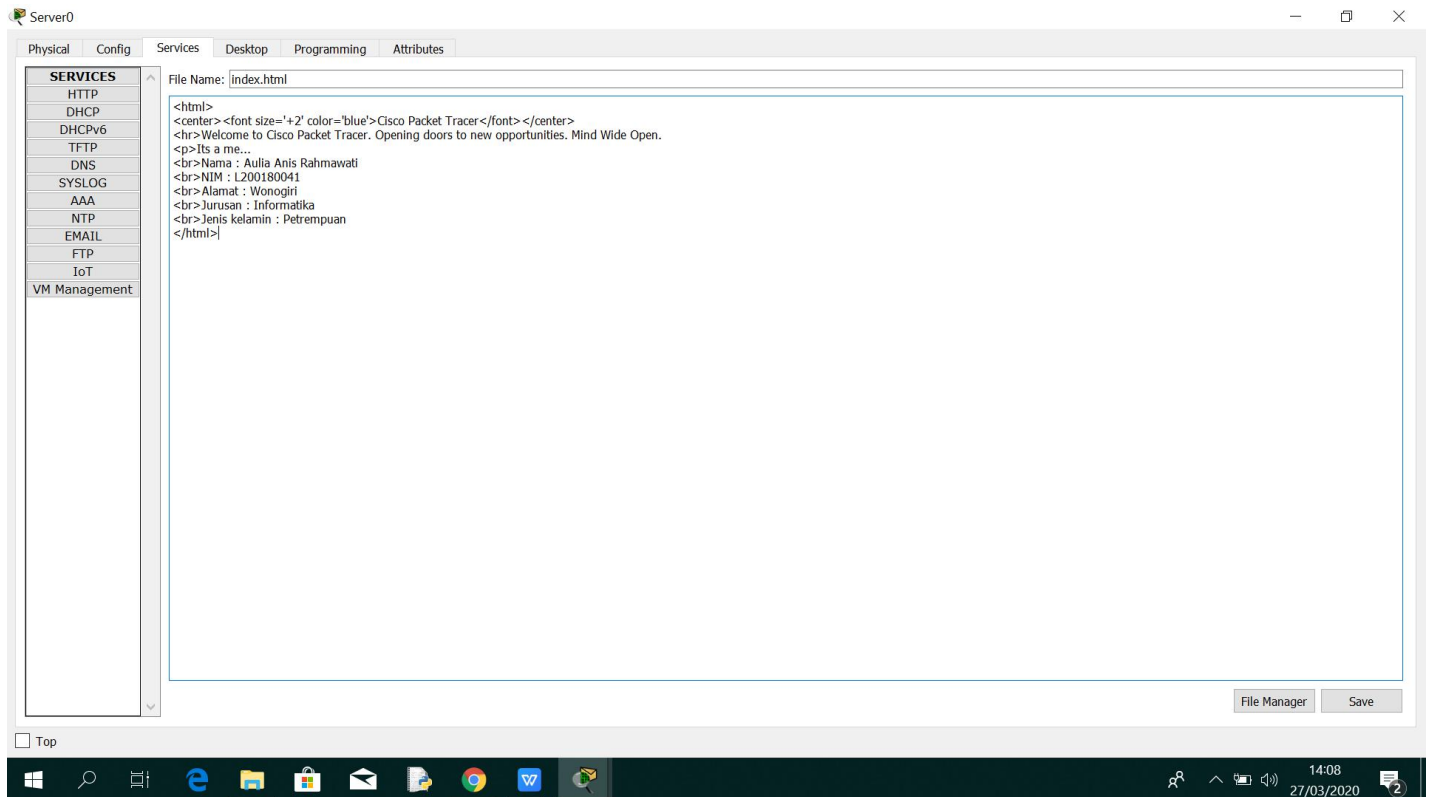 Server0
Physical Config Services Desktop Programming Attributes
SERVICES
HTTP
DHCP
DHCPv6
TFTP
DNS
SYSLOG
AAA
NTP
EMAIL
FTP
IoT
VM Management
File Name: index.html
<html>
<center><font size='+2' color='blue'>Cisco Packet Tracer</font></center>
<hr>Welcome to Cisco Packet Tracer. Opening doors to new opportunities. Mind Wide Open.
<p>Its a me...
<br>Nama : Aulia Anis Rahmawati
<br>NIM : L200180041
<br>Alamat : Wonogiri
<br>Jurusan : Informatika
<br>Jenis kelamin : Petrempuan
</html>
File Manager Save
Top
14:08
27/03/2020
2